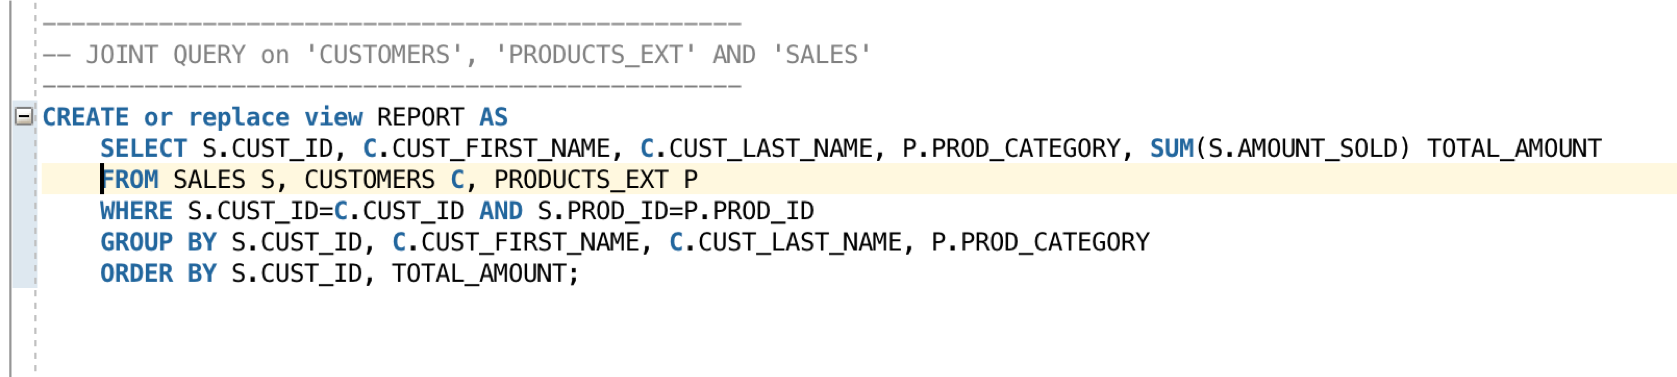 ------------------------------------------------
-- JOINT QUERY on 'CUSTOMERS', 'PRODUCTS_EXT' AND 'SALES'
------------------------------------------------
CREATE or replace view REPORT AS
    SELECT S.CUST_ID, C.CUST_FIRST_NAME, C.CUST_LAST_NAME, P.PROD_CATEGORY, SUM(S.AMOUNT_SOLD) TOTAL_AMOUNT
    FROM SALES S, CUSTOMERS C, PRODUCTS_EXT P
    WHERE S.CUST_ID=C.CUST_ID AND S.PROD_ID=P.PROD_ID
    GROUP BY S.CUST_ID, C.CUST_FIRST_NAME, C.CUST_LAST_NAME, P.PROD_CATEGORY
    ORDER BY S.CUST_ID, TOTAL_AMOUNT;